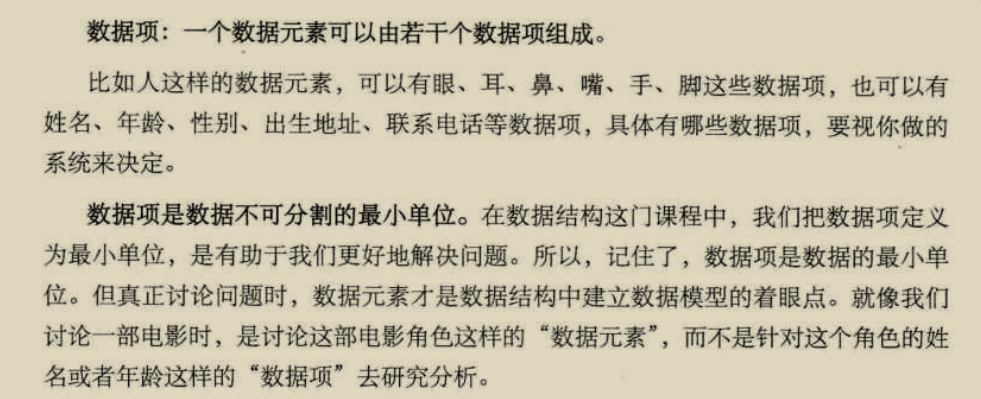 数据项：一个数据元素可以由若干个数据项组成。
比如人这样的数据元素，可以有眼、耳、鼻、嘴、手、脚这些数据项，也可以有
姓名、年龄、性别、出生地址、联系电话等数据项，具体有哪些数据项，要视你做的
系统来决定。
数据项是数据不可分割的最小单位。在数据结构这门课程中，我们把数据项定义
为最小单位，是有助于我们更好地解决问题。所以，记住了，数据项是数据的最小单
位。但真正讨论问题时，数据元素才是数据结构中建立数据模型的着眼点。就像我们
讨论一部电影时，是讨论这部电影角色这样的“数据元素”，而不是针对这个角色的姓
名或者年龄这样的“数据项”去研究分析。